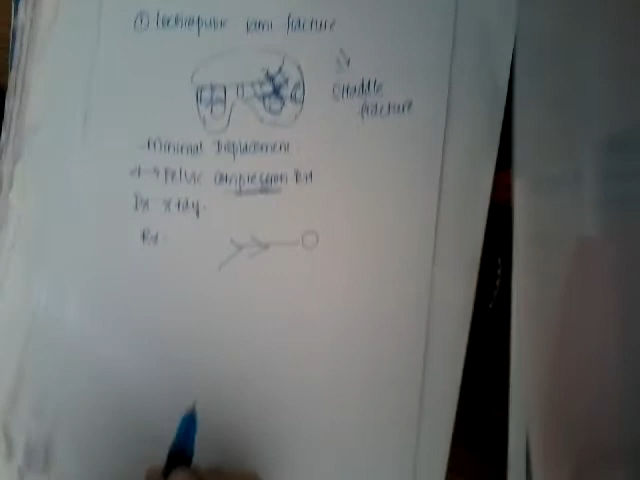 ① Ischiopubic rami fracture
Straddle
fracture
- Minimal Displacement
Pelvic compression
Dx X ray.
Rx